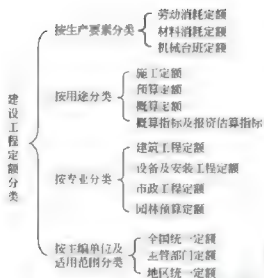 建设工程定额分类
按生产要素分类
劳动消耗定额
材料消耗定额
机械台班定额
按用途分类
施工定额
预算定额
概算定额
概算指标及投资估算指标
按专业分类
建筑工程定额
设备及安装工程定额
市政工程定额
园林预算定额
按主编单位及
适用范围分类
全国统一定额
主管部门定额
地区统一定额